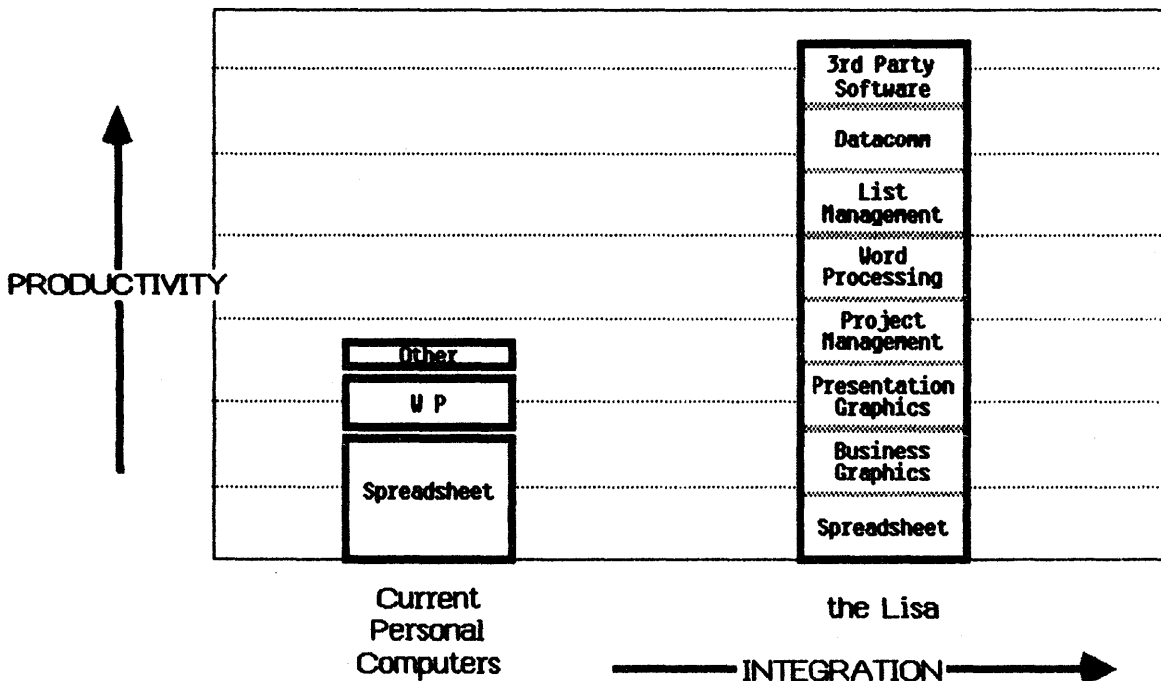 PRODUCTIVITY
Other
W P
Spreadsheet
3rd Party
Software
Datacomm
List
Management
Word
Processing
Project
Management
Presentation
Graphics
Business
Graphics
Spreadsheet
Current
Personal
Computers
the Lisa
INTEGRATION